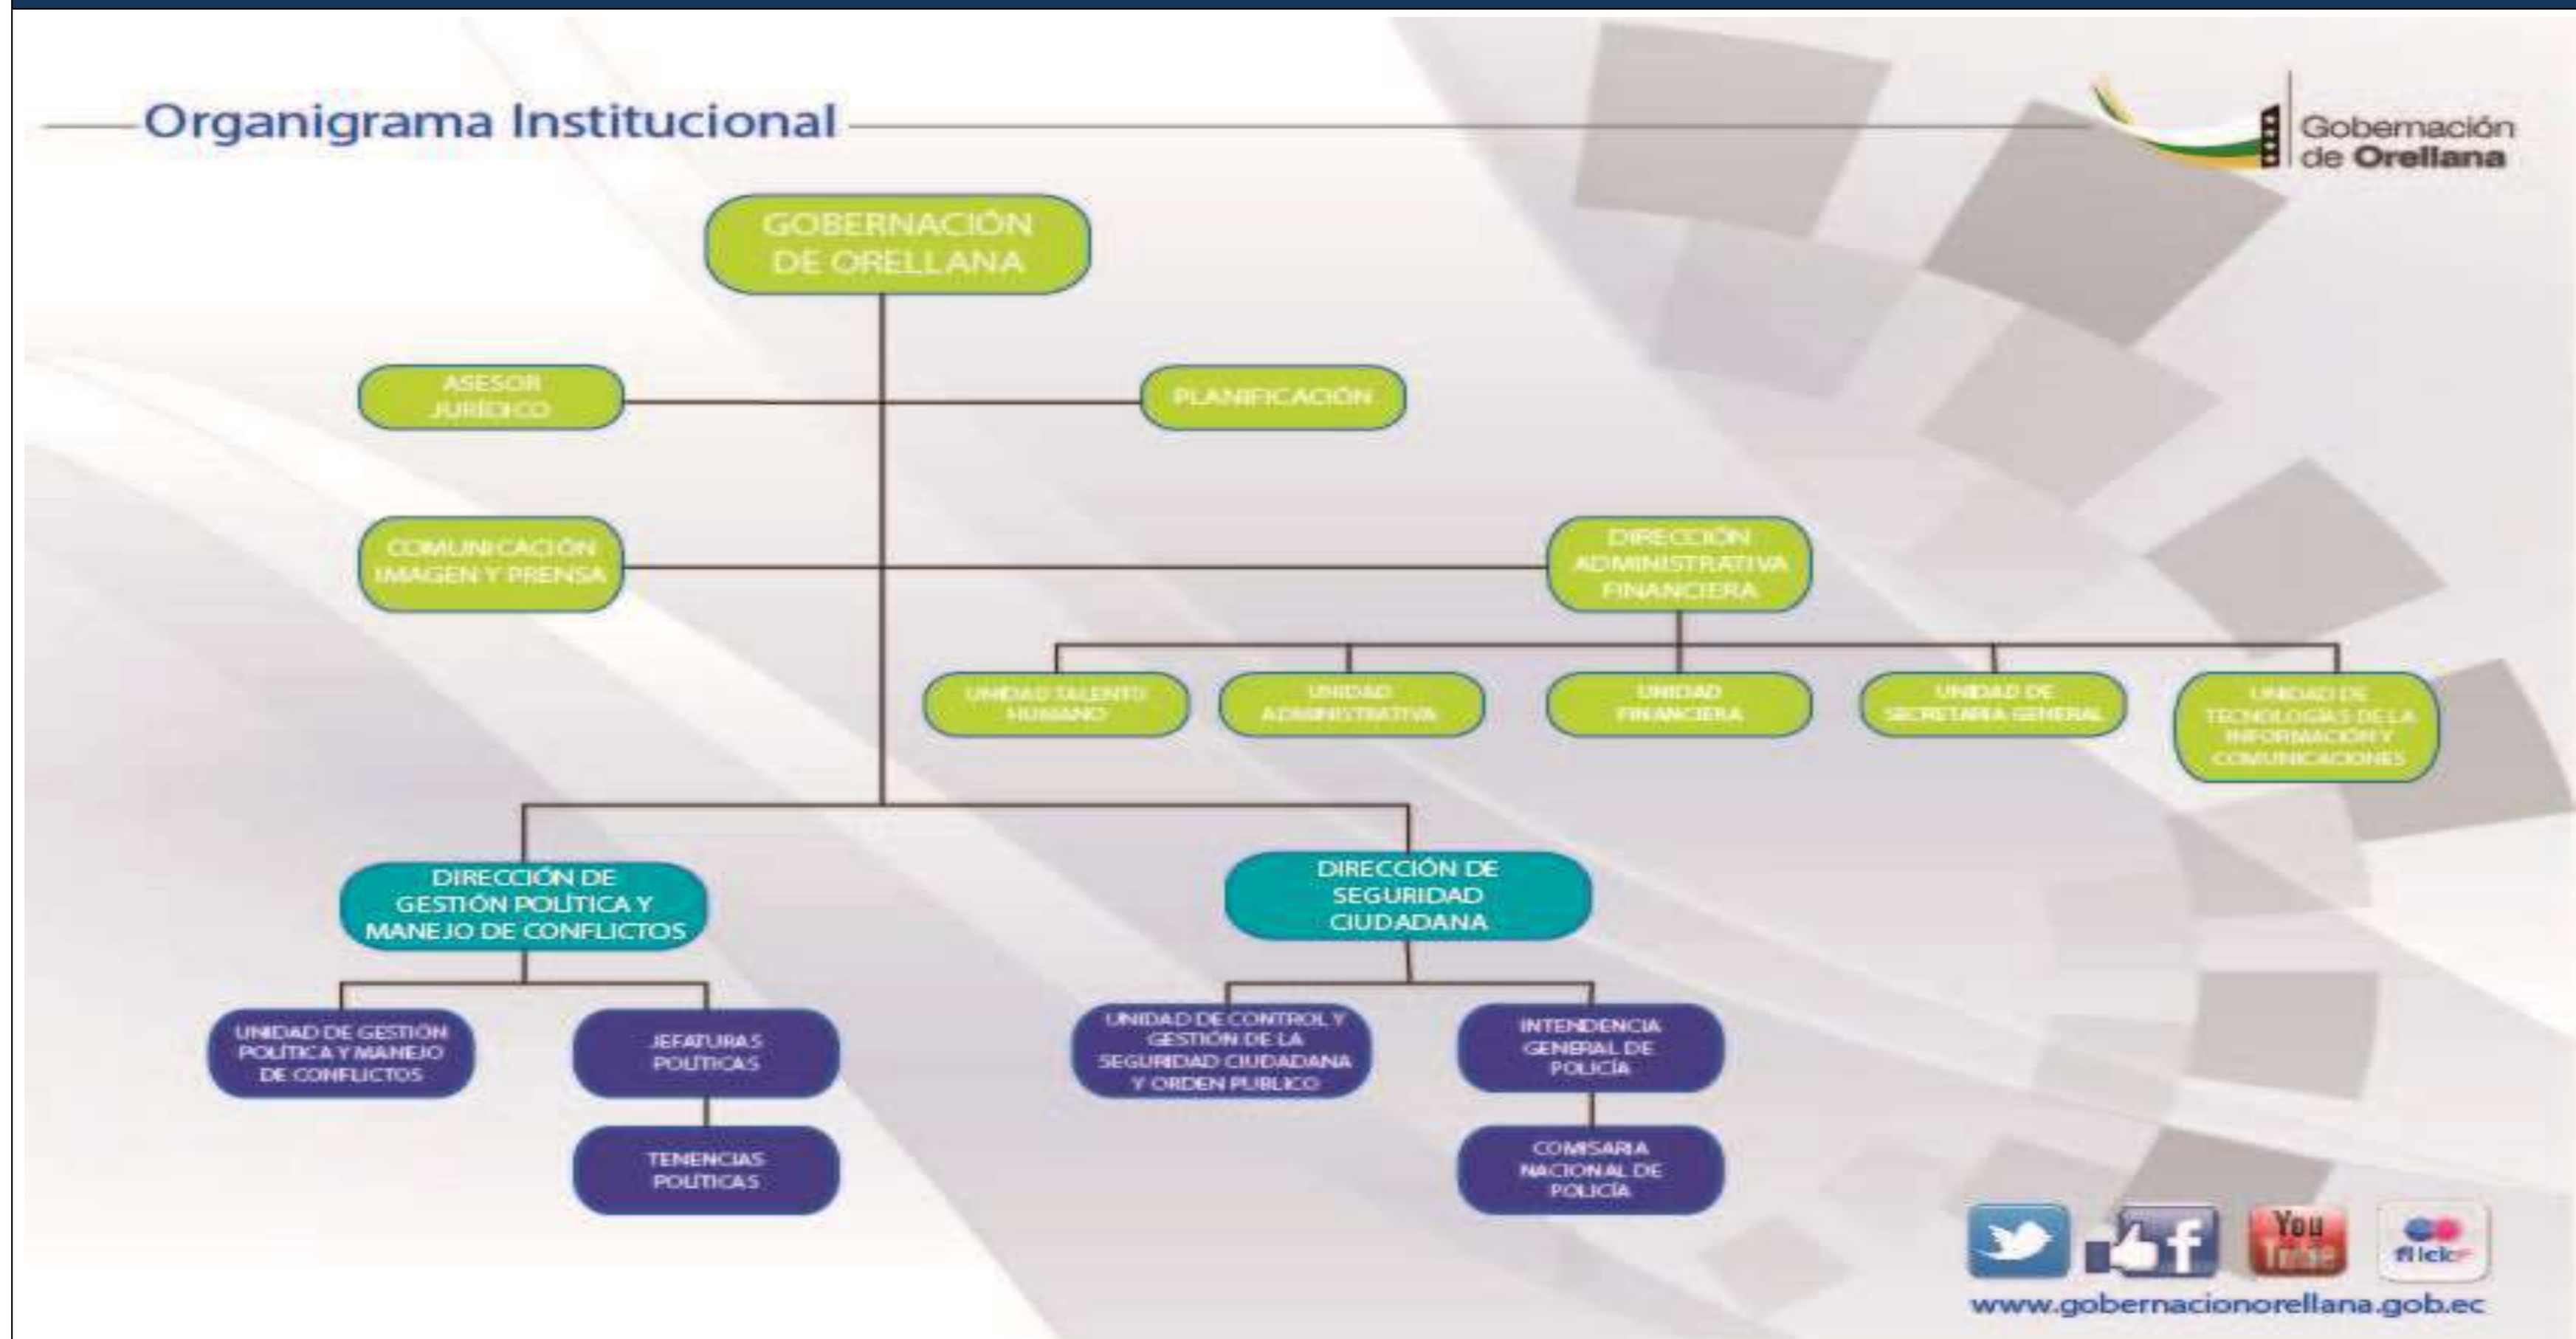 Organigrama Institucional
Gobernación
de Orellana
GOBERNACIÓN
DE ORELLANA
ASESOR
JURÍDICO
PLANIFICACIÓN
COMUNICACIÓN
IMAGEN Y PRENSA
DIRECCIÓN
ADMINISTRATIVA
FINANCIERA
UNIDAD TALENTO
HUMANO
UNIDAD
ADMINISTRATIVA
UNIDAD
FINANCIERA
UNIDAD DE
SECRETARIA GENERAL
UNIDAD DE
TECNOLOGÍAS DE LA
INFORMACIÓN Y
COMUNICACIONES
DIRECCIÓN DE
GESTIÓN POLÍTICA Y
MANEJO DE CONFLICTOS
DIRECCIÓN DE
SEGURIDAD
CIUDADANA
UNIDAD DE GESTIÓN
POLÍTICA Y MANEJO
DE CONFLICTOS
JEFATURAS
POLÍTICAS
UNIDAD DE CONTROL Y
GESTIÓN DE LA
SEGURIDAD CIUDADANA
Y ORDEN PUBLICO
INTENDENCIA
GENERAL DE
POLICÍA
TENENCIAS
POLÍTICAS
COMISARIA
NACIONAL DE
POLICÍA
You
Tube
flickr
www.gobernacionorellana.gob.ec